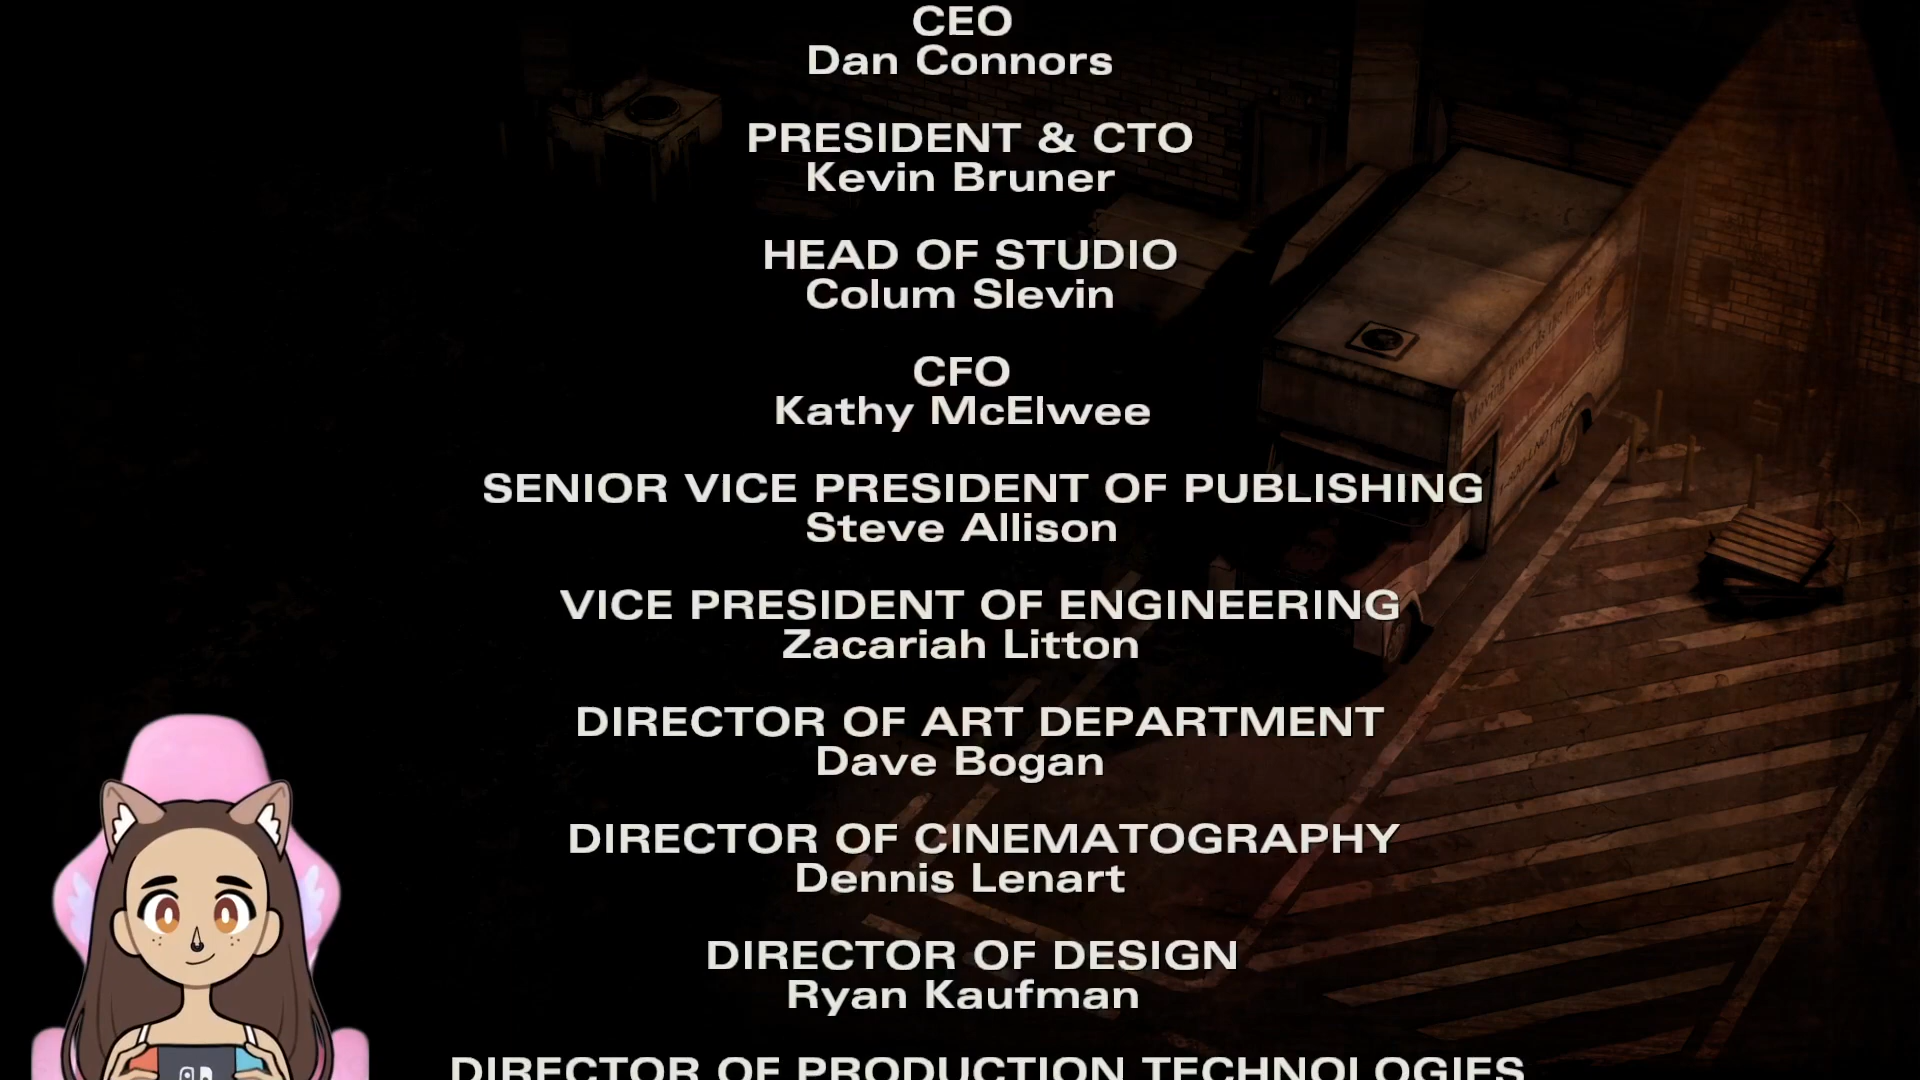 CEO
Dan Connors
PRESIDENT & CTO
Kevin Bruner
HEAD OF STUDIO
Colum Slevin
CFO
Kathy McElwee
SENIOR VICE PRESIDENT OF PUBLISHING
Steve Allison
VICE PRESIDENT OF ENGINEERING
Zacariah Litton
DIRECTOR OF ART DEPARTMENT
Dave Bogan
DIRECTOR OF CINEMATOGRAPHY
Dennis Lenart
DIRECTOR OF DESIGN
Ryan Kaufman
DIRECTOR OF PRODUCTION TECHNOLOGIES